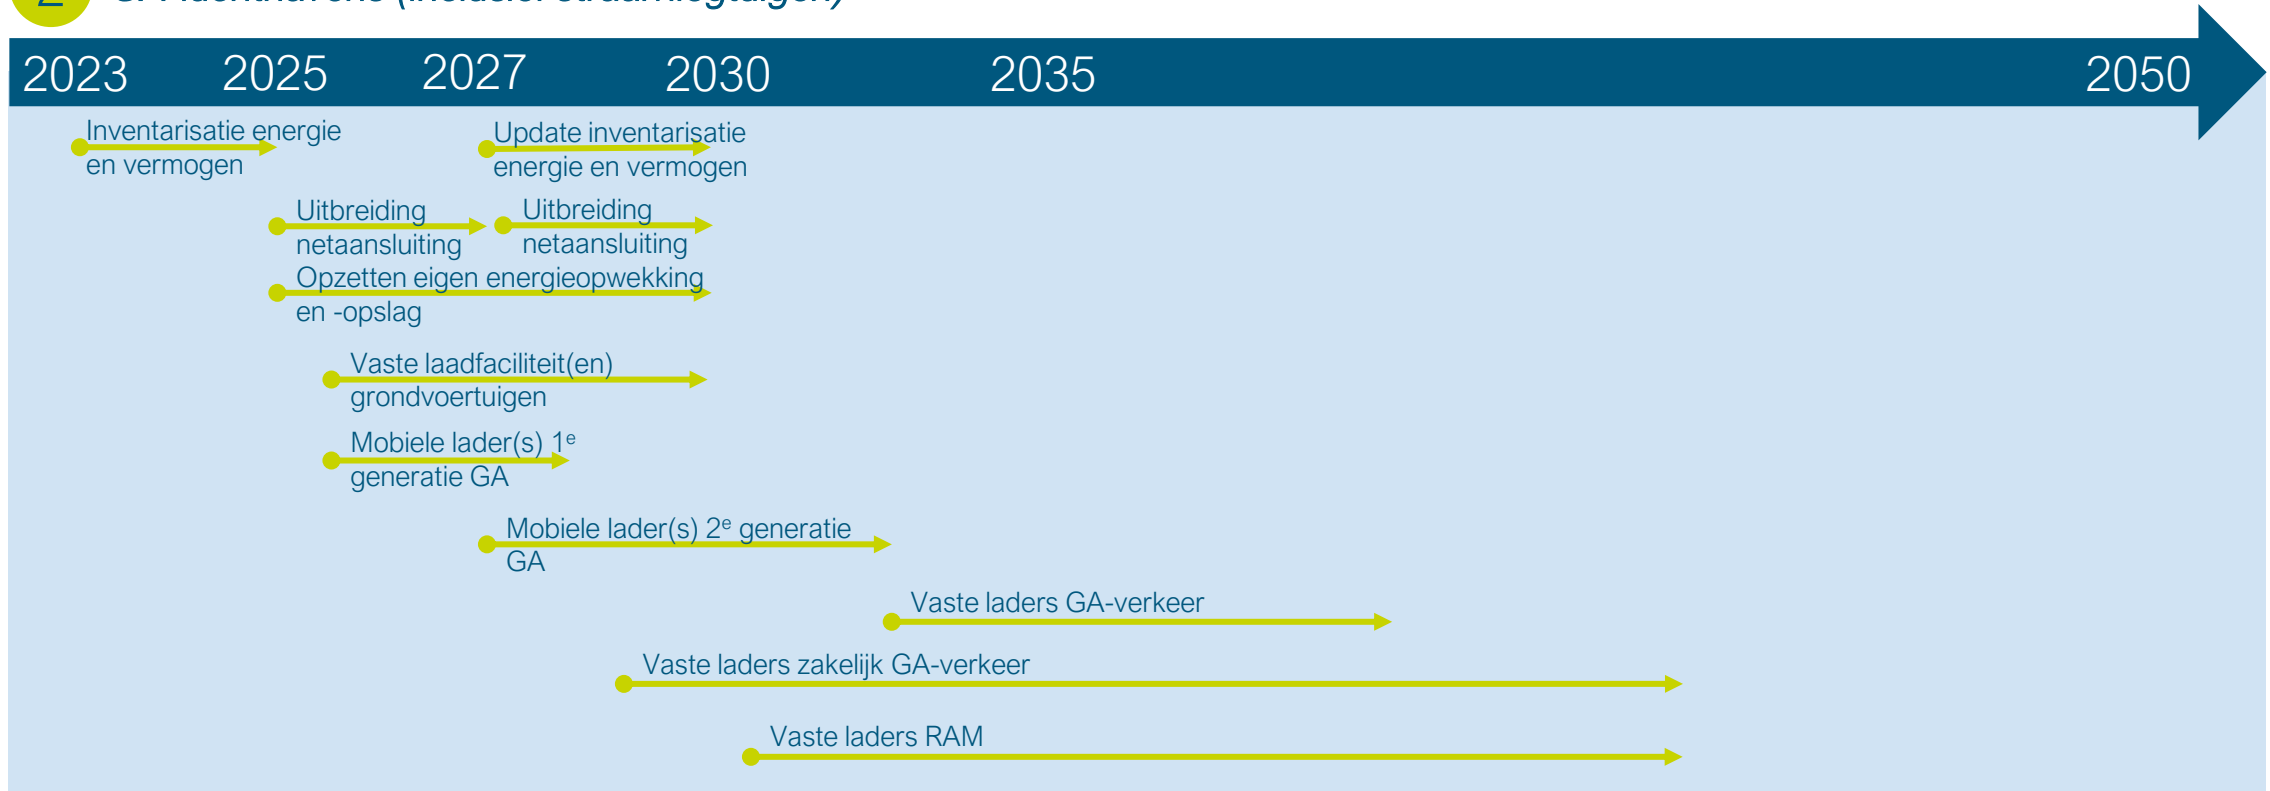 2023 2025 2027 2030 2035 2050
Inventarisatie energie
en vermogen
Update inventarisatie
energie en vermogen
Uitbreiding
netaansluiting
Uitbreiding
netaansluiting
Opzetten eigen energieopwekking
en -opslag
Vaste laadfaciliteit(en)
grondvoertuigen
Mobiele lader(s) 1e
generatie GA
Mobiele lader(s) 2e generatie
GA
Vaste laders GA-verkeer
Vaste laders zakelijk GA-verkeer
Vaste laders RAM